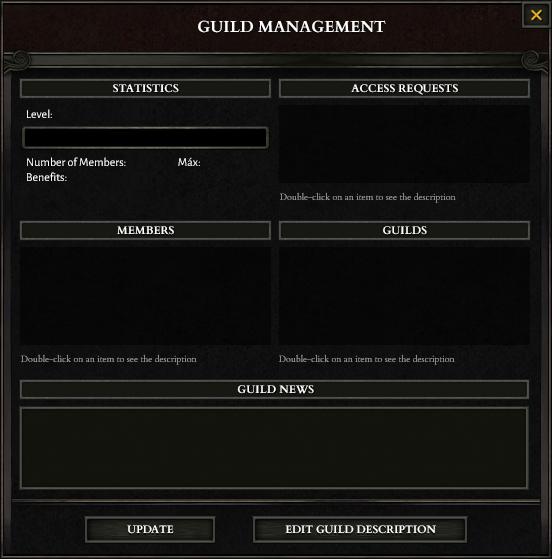 GUILD MANAGEMENT
STATISTICS
Level:
Number of Members: Máx:
Benefits:
ACCESS REQUESTS
Double-click on an item to see the description
MEMBERS
Double-click on an item to see the description
GUILDS
Double-click on an item to see the description
GUILD NEWS
UPDATE
EDIT GUILD DESCRIPTION